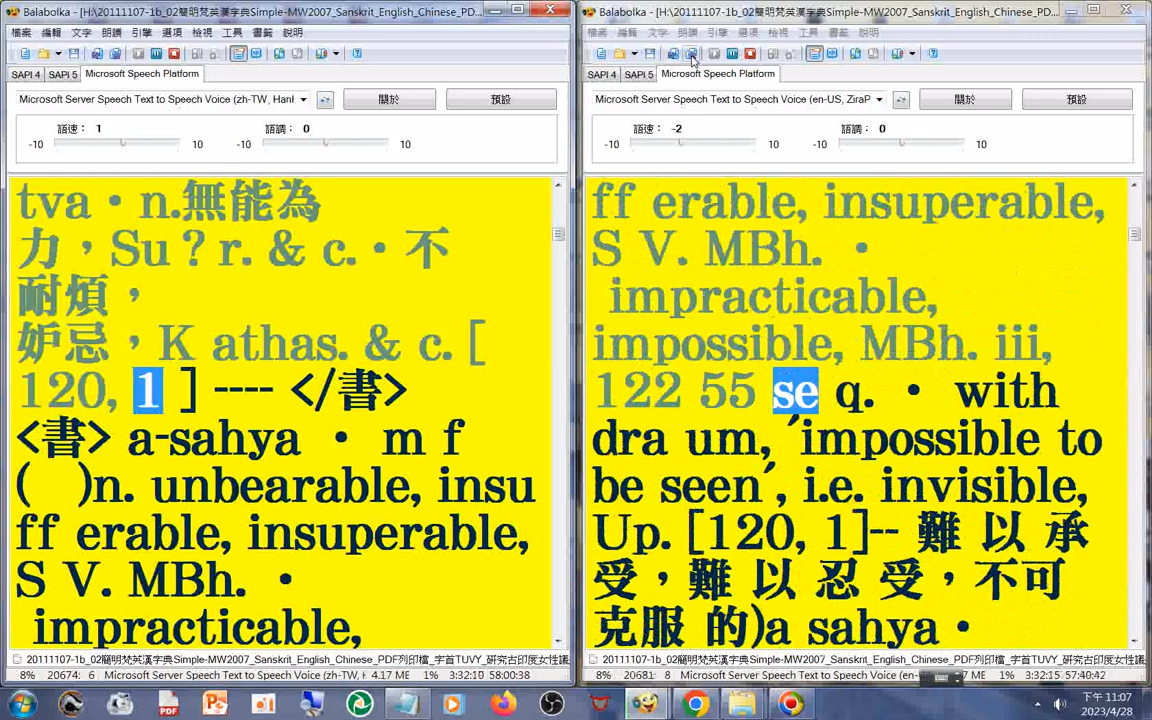 Balabolka - [H:\20111107-1b_02簡明梵英漢字典Simple-MW2007_Sanskrit_English_Chinese_PD...
檔案 編輯 文字 朗讀 引擎 選項 檢視 工具 書籤 說明
SAPI 4 SAPI 5 Microsoft Speech Platform
Microsoft Server Speech Text to Speech Voice (zh-TW, Hanl
關於 預設
語速： 1 語調： 0
-10 10 -10 10
tva • n.無能為
力，Su？r. & c. • 不
耐煩，
妒忌，K athas. & c. [
120, 1 ] ---- </書>
<書> a-sahya • m f
( )n. unbearable, insu
ff erable, insuperable,
S V. MBh. •
impracticable,
20111107-1b_02簡明梵英漢字典Simple-MW2007_Sanskrit_English_Chinese_PDF列印檔_字首TUVY_研究古印度女性議
8% 20674: 6 Microsoft Server Speech Text to Speech Voice (zh-TW, 4.17 MB 1% 3:32:10 58:00:38
Balabolka - [H:\20111107-1b_02簡明梵英漢字典Simple-MW2007_Sanskrit_English_Chinese_PD...
檔案 編輯 文字 朗讀 引擎 選項 檢視 工具 書籤 說明
SAPI 4 SAPI 5 Microsoft Speech Platform
Microsoft Server Speech Text to Speech Voice (en-US, ZiraP
關於 預設
語速： -2 語調： 0
-10 10 -10 10
ff erable, insuperable,
S V. MBh. •
impracticable,
impossible, MBh. iii,
122 55 se q. • with
dra um, ′impossible to
be seen′, i.e. invisible,
Up. [120, 1]-- 難 以 承
受，難 以 忍 受，不可
克服 的)a sahya •
20111107-1b_02簡明梵英漢字典Simple-MW2007_Sanskrit_English_Chinese_PDF列印檔_字首TUVY_研究古印度女性議
8% 20681: 8 Microsoft Server Speech Text to Speech Voice (en- 1% 3:32:15 57:40:42
下午 11:07
2023/4/28